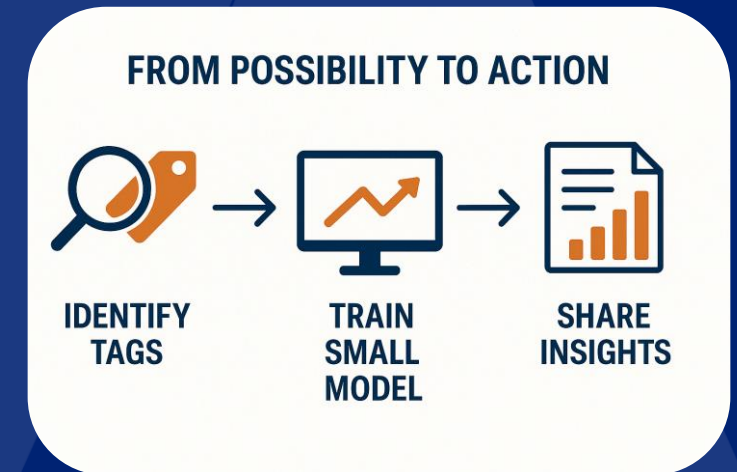 FROM POSSIBILITY TO ACTION
IDENTIFY
TAGS
TRAIN
SMALL
MODEL
SHARE
INSIGHTS